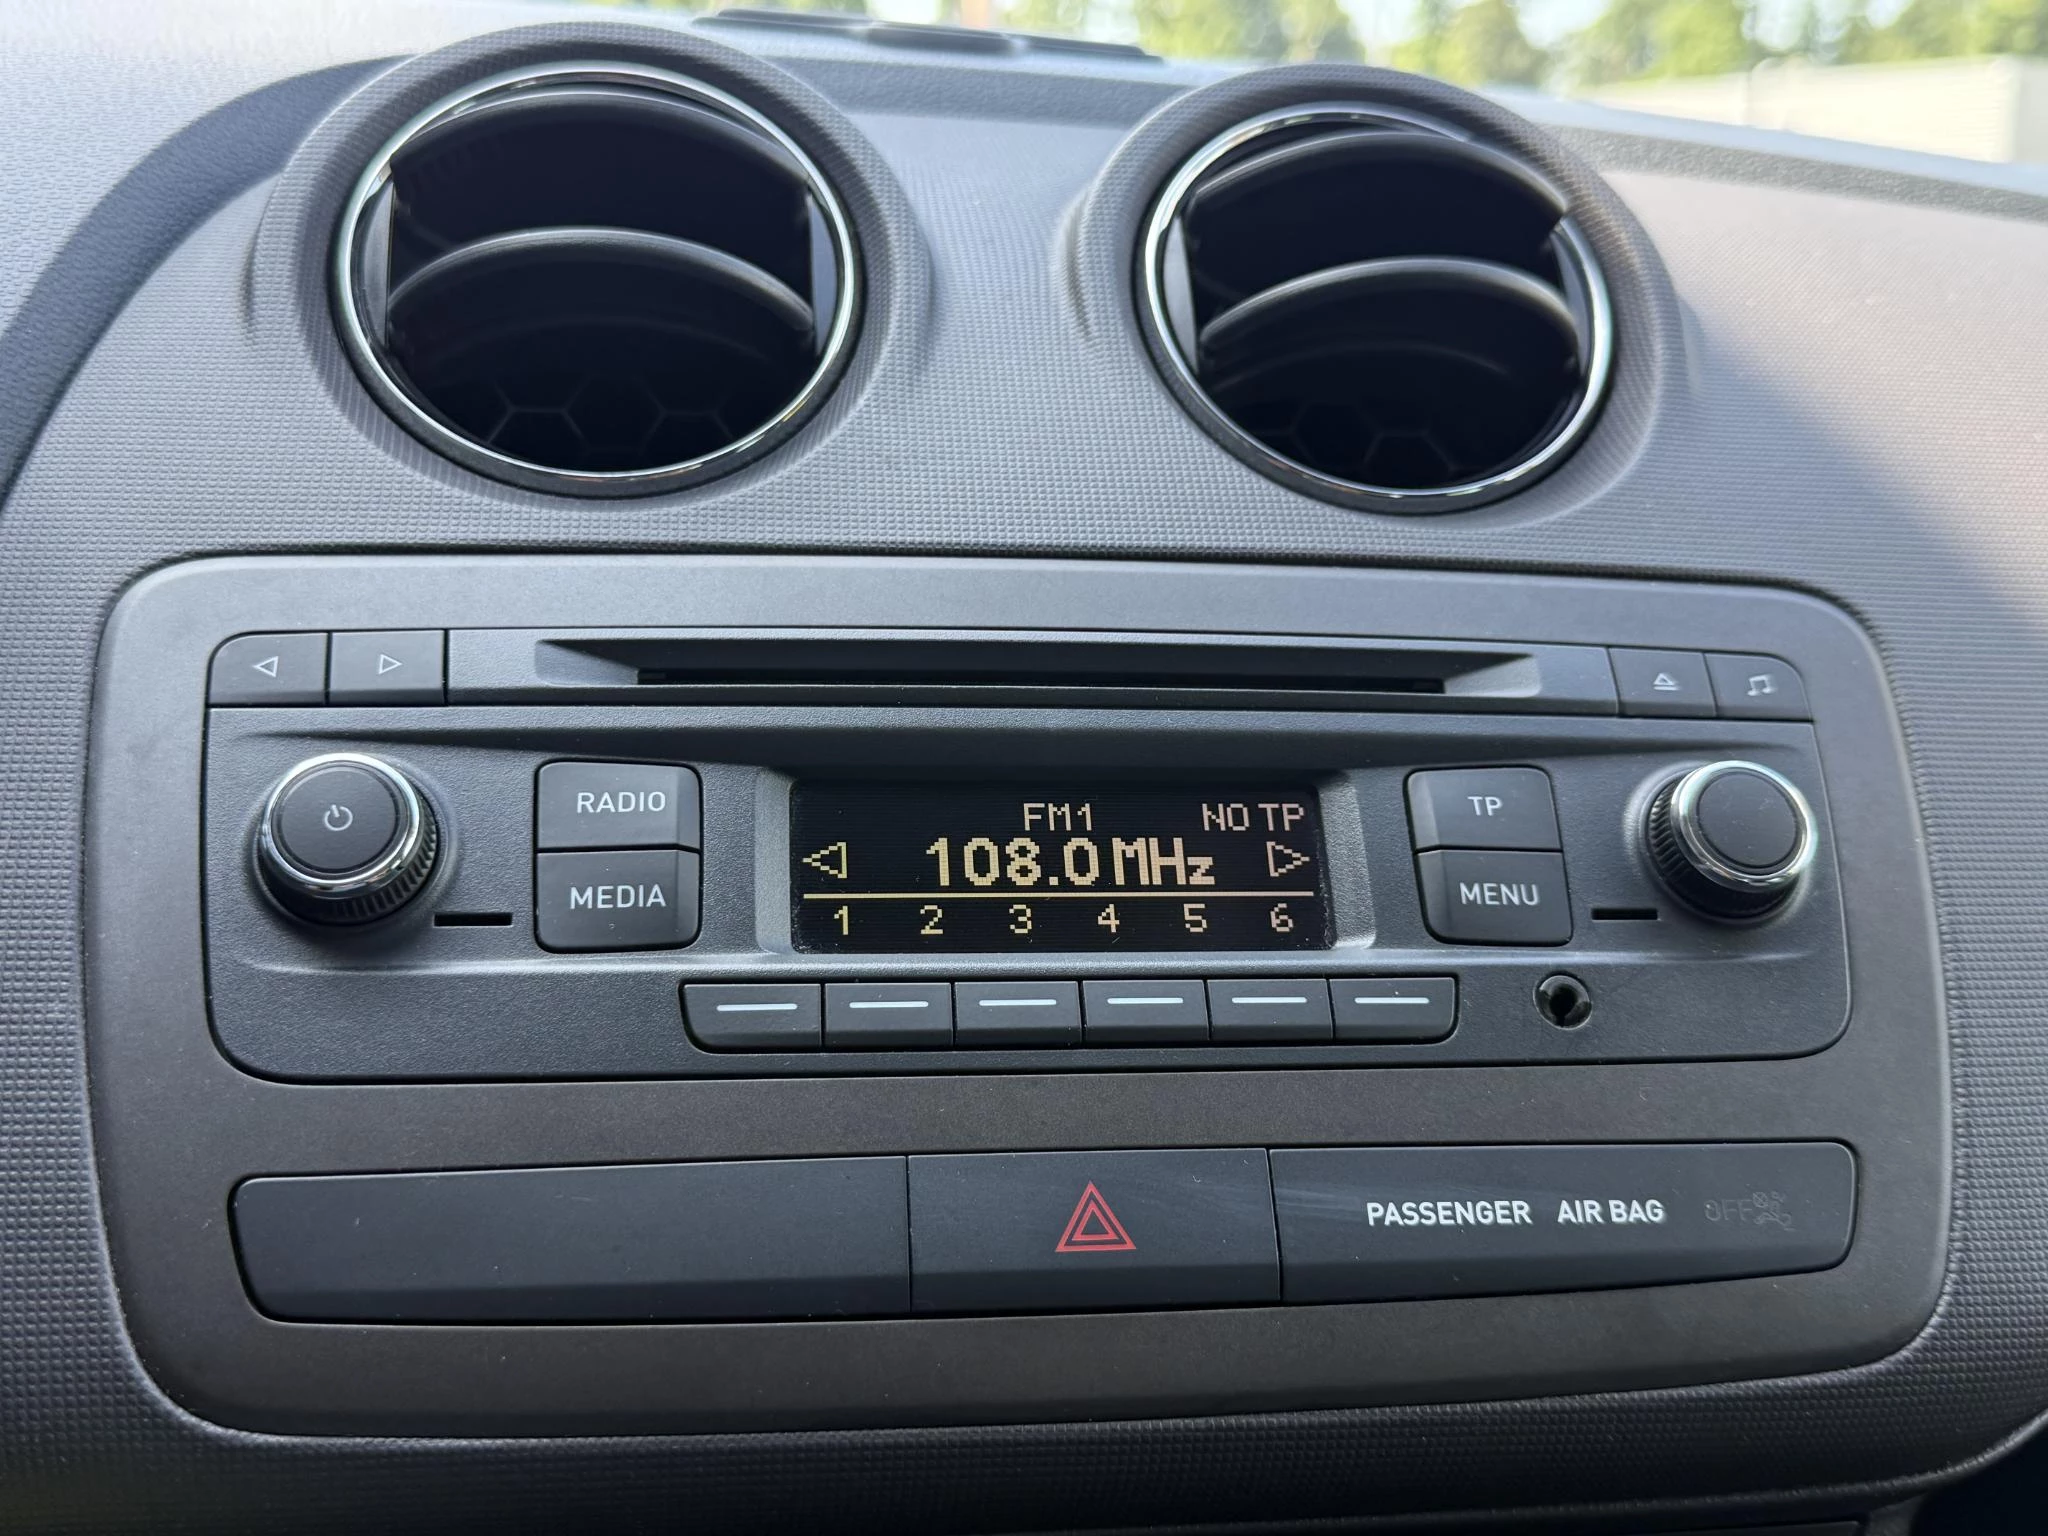 RADIO
MEDIA
FM1 NO TP
108.0 MHz
1 2 3 4 5 6
TP
MENU
PASSENGER AIR BAG OFF